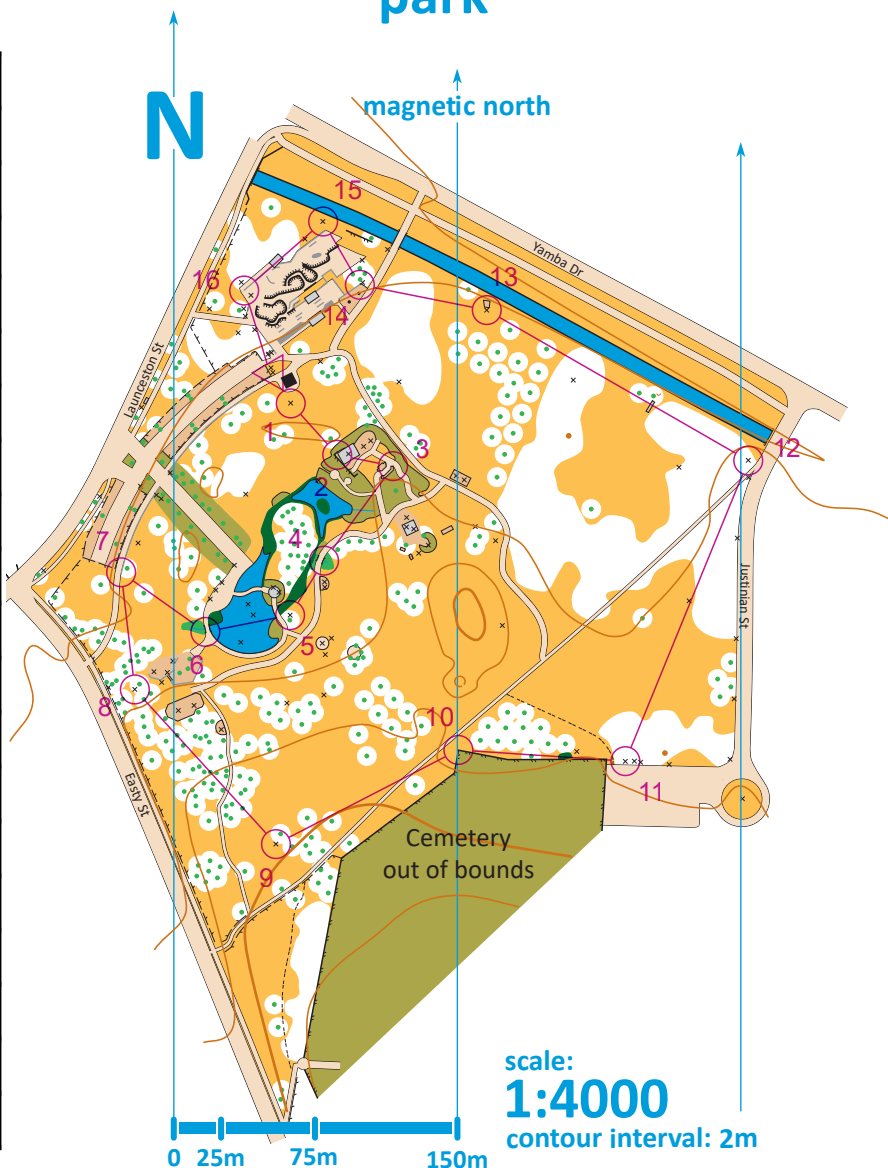 park
N
magnetic north
15
Yamba Dr
16
13
14
Launceston St
1
3
12
2
7
4
Justinian St
5
6
8
10
11
Easty St
Cemetery
out of bounds
9
scale:
1:4000
contour interval: 2m
0 25m 75m 150m